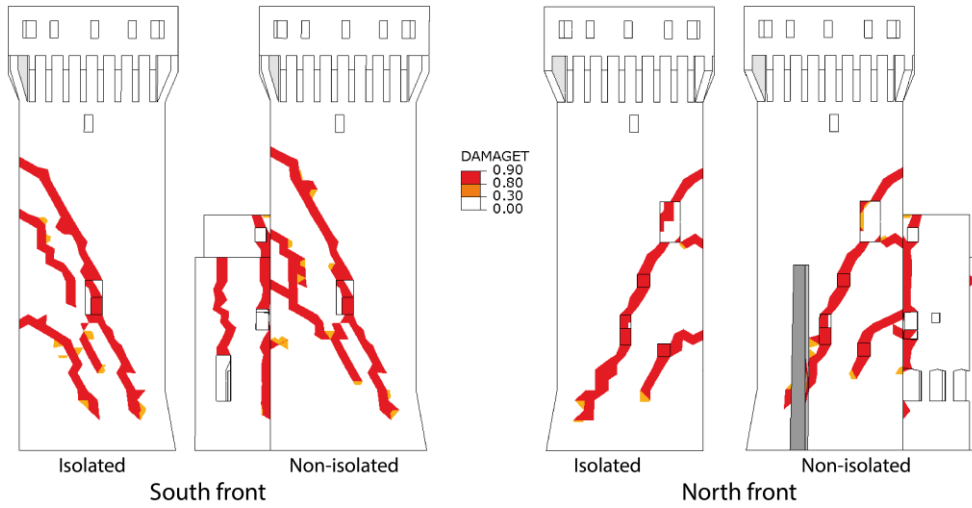 DAMAGET
0.90
0.80
0.30
0.00
Isolated
Non-isolated
Isolated
Non-isolated
South front
North front